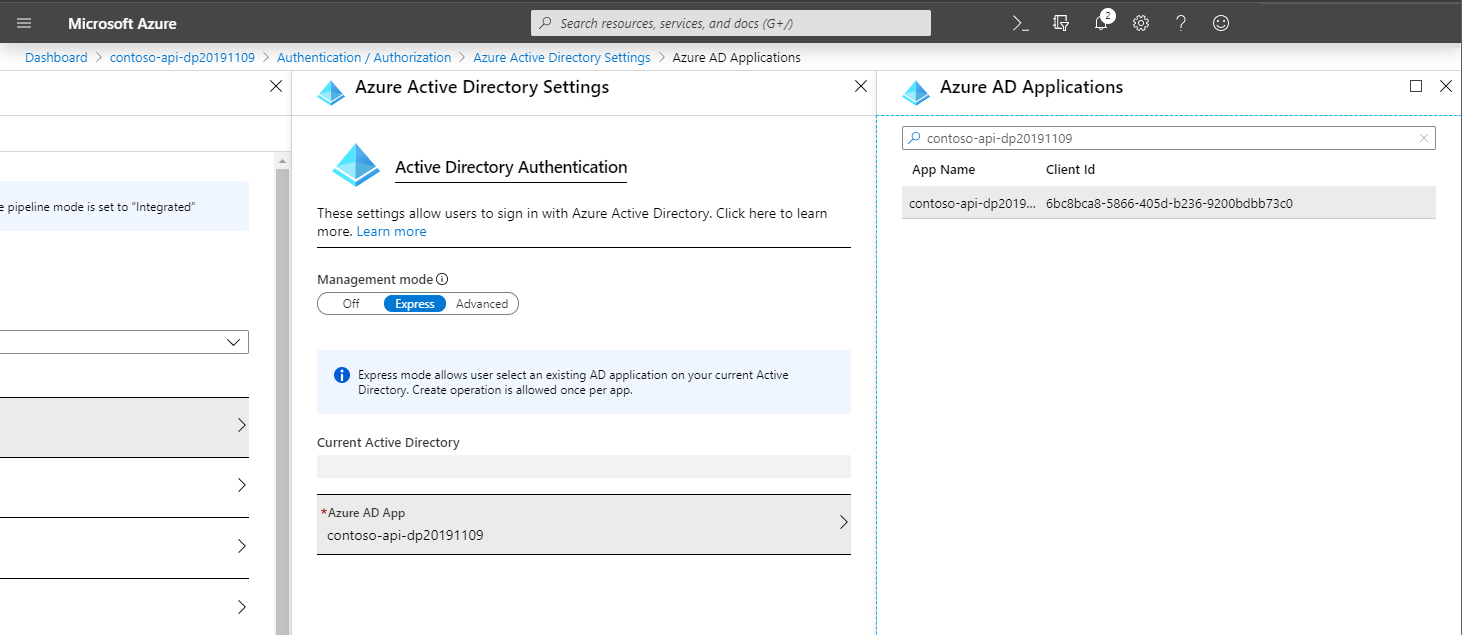 Microsoft Azure
Search resources, services, and docs (G+/)
2
Dashboard > contoso-api-dp20191109 > Authentication / Authorization > Azure Active Directory Settings > Azure AD Applications
e pipeline mode is set to “Integrated”
Azure Active Directory Settings
Active Directory Authentication
These settings allow users to sign in with Azure Active Directory. Click here to learn
more. Learn more
Management mode
Off Express Advanced
Express mode allows user select an existing AD application on your current Active
Directory. Create operation is allowed once per app.
Current Active Directory
*Azure AD App
contoso-api-dp20191109
Azure AD Applications
contoso-api-dp20191109
App Name Client Id
contoso-api-dp2019... 6bc8bca8-5866-405d-b236-9200bdbb73c0